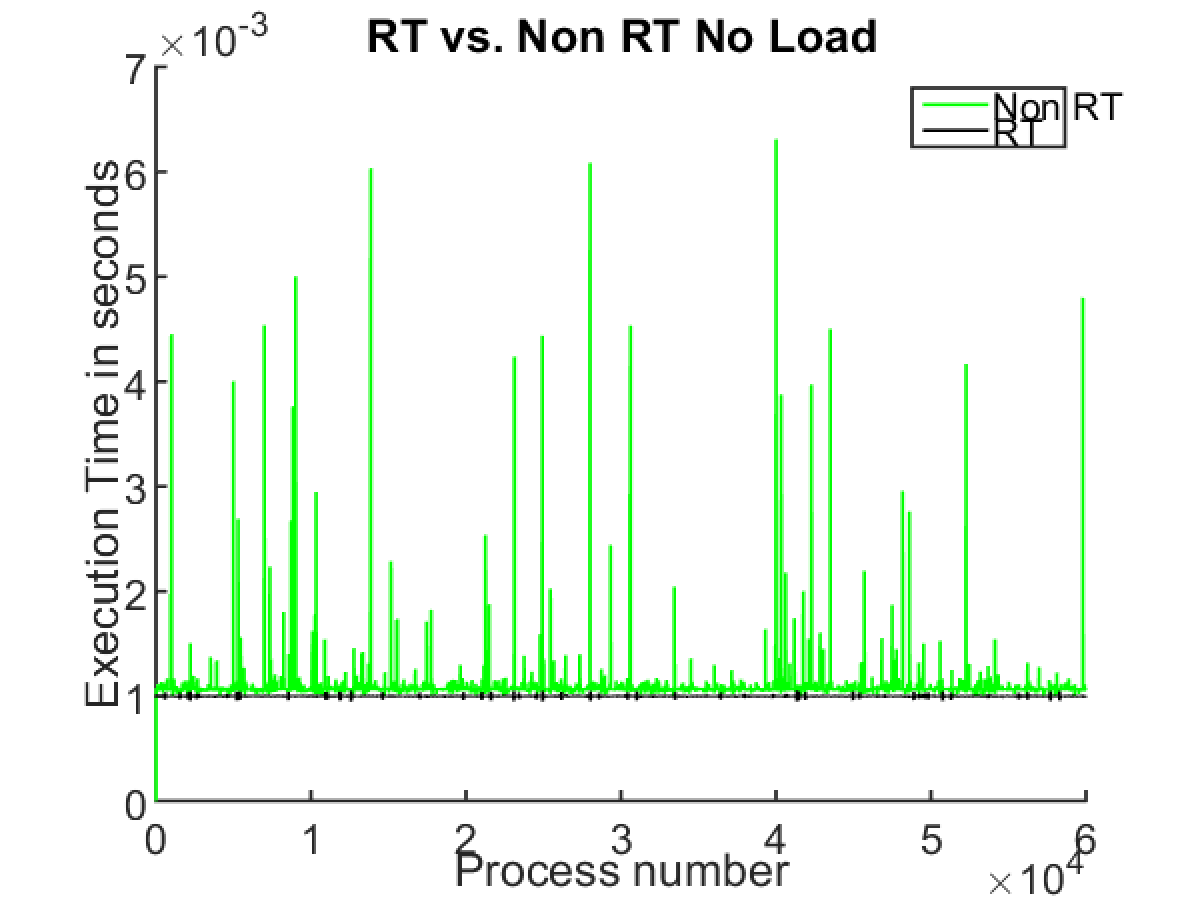 RT vs. Non RT No Load
×10-3
7
6
5
4
3
2
1
0
Execution Time in seconds
Non RT
RT
0 1 2 3 4 5 6
Process number
×104